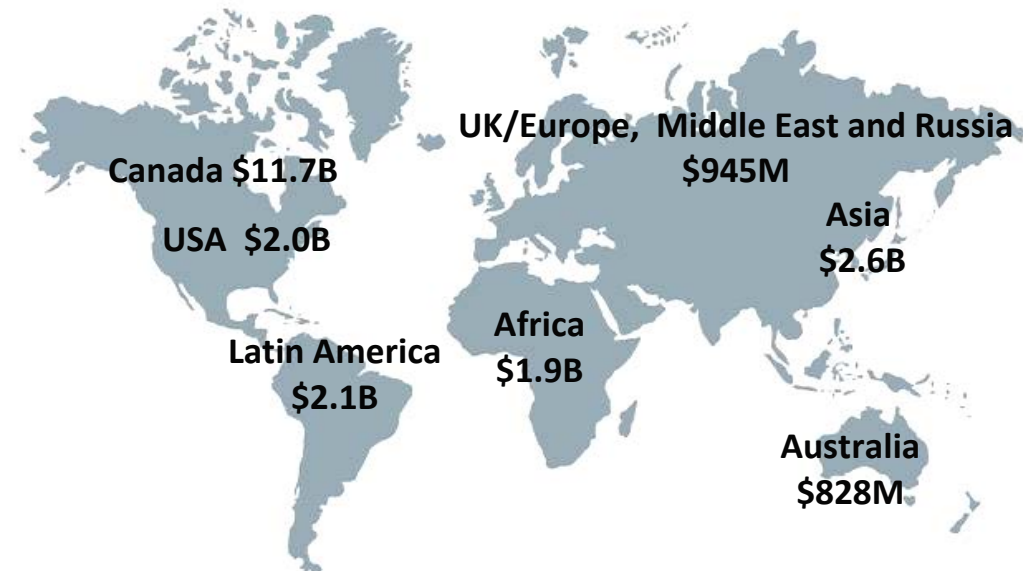 UK/Europe, Middle East and Russia
$945M
Canada $11.7B
USA $2.0B
Asia
$2.6B
Africa
$1.9B
Latin America
$2.1B
Australia
$828M